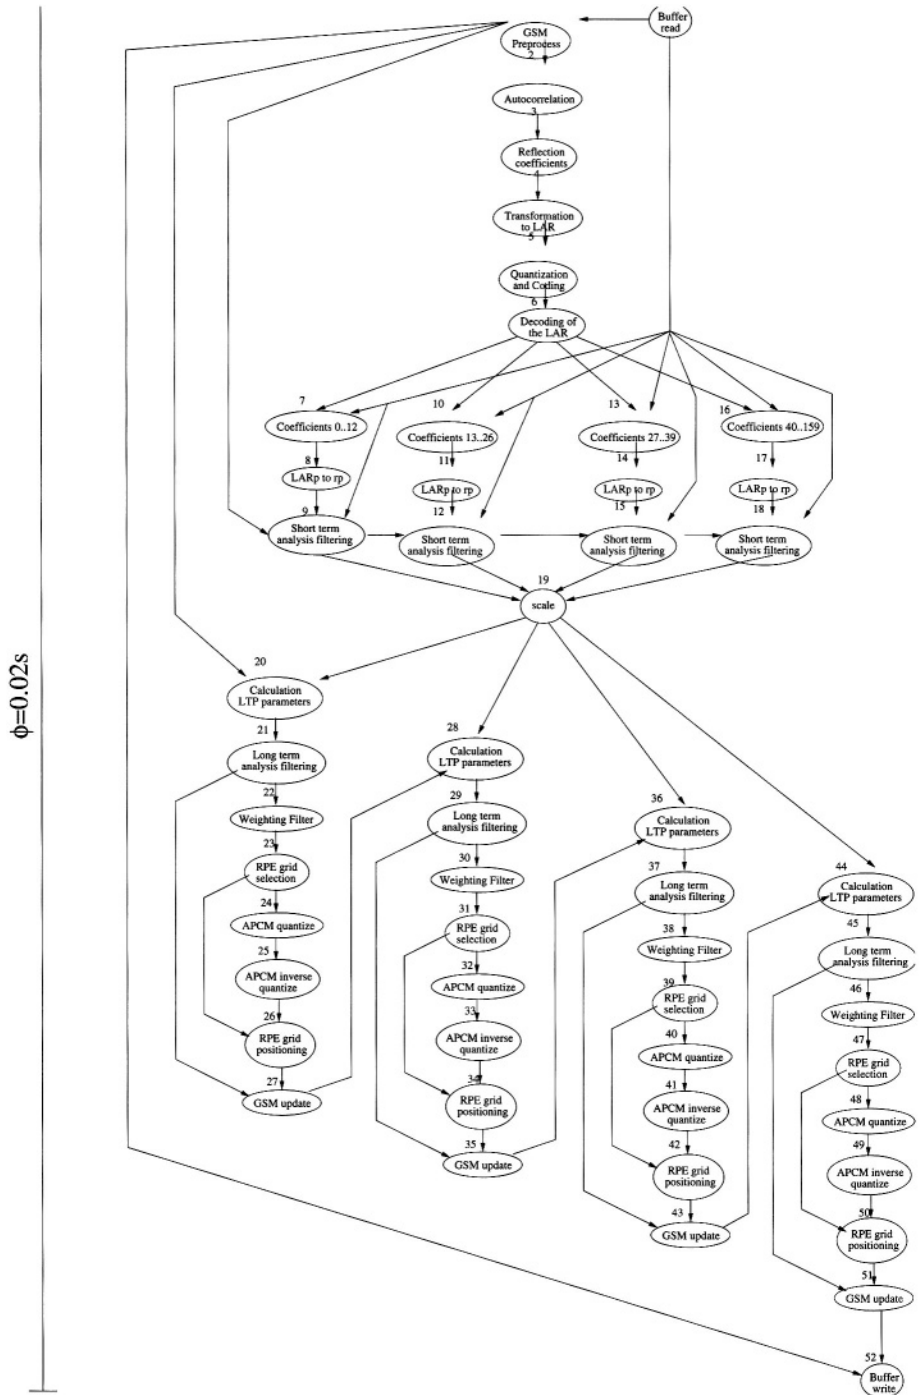 Buffer
read
GSM
Preprocess
2
Autocorrelation
3
Reflection
coefficients
4
Transformation
to LAR
5
Quantization
and Coding
6
Decoding of
the LAR
7
10
13
16
Coefficients 0..12
Coefficients 13..26
Coefficients 27..39
Coefficients 40..159
8
11
14
17
LARp to rp
LARp to rp
LARp to rp
LARp to rp
9
12
15
18
Short term
analysis filtering
Short term
analysis filtering
Short term
analysis filtering
Short term
analysis filtering
19
scale
φ=0.02s
20
Calculation
LTP parameters
21
Long term
analysis filtering
22
Weighting Filter
23
RPE grid
selection
24
APCM quantize
25
APCM inverse
quantize
26
RPE grid
positioning
27
GSM update
28
Calculation
LTP parameters
29
Long term
analysis filtering
30
Weighting Filter
31
RPE grid
selection
32
APCM quantize
33
APCM inverse
quantize
34
RPE grid
positioning
35
GSM update
36
Calculation
LTP parameters
37
Long term
analysis filtering
38
Weighting Filter
39
RPE grid
selection
40
APCM quantize
41
APCM inverse
quantize
42
RPE grid
positioning
43
GSM update
44
Calculation
LTP parameters
45
Long term
analysis filtering
46
Weighting Filter
47
RPE grid
selection
48
APCM quantize
49
APCM inverse
quantize
50
RPE grid
positioning
51
GSM update
52
Buffer
write